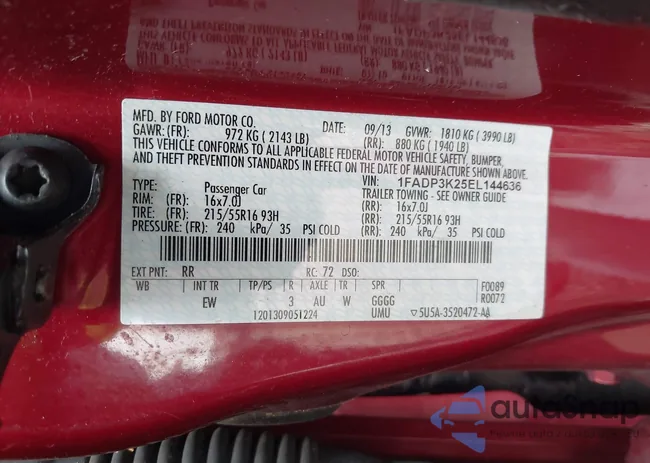 MFD. BY FORD MOTOR CO. DATE: 09/13 GVWR: 1810 KG ( 3990 LB)
GAWR: (FR): 972 KG ( 2143 LB) (RR): 880 KG ( 1940 LB)
THIS VEHICLE CONFORMS TO ALL APPLICABLE FEDERAL MOTOR VEHICLE SAFETY, BUMPER,
AND THEFT PREVENTION STANDARDS IN EFFECT ON THE DATE OF MANUFACTURE SHOWN ABOVE.
VIN: 1FADP3K25EL144636
TYPE: Passenger Car TRAILER TOWING - SEE OWNER GUIDE
RIM: (FR): 16x7.0J (RR): 16x7.0J
TIRE: (FR): 215/55R16 93H (RR): 215/55R16 93H
PRESSURE: (FR): 240 kPa/ 35 PSI COLD (RR): 240 kPa/ 35 PSI COLD
EXT PNT: RR RC: 72 DSO: F0089
WB INT TR TP/PS R AXLE TR SPR R0072
EW 3 AU W GGGG
1201309051224 UMU ▽5U5A-3520472-AA
autosnap